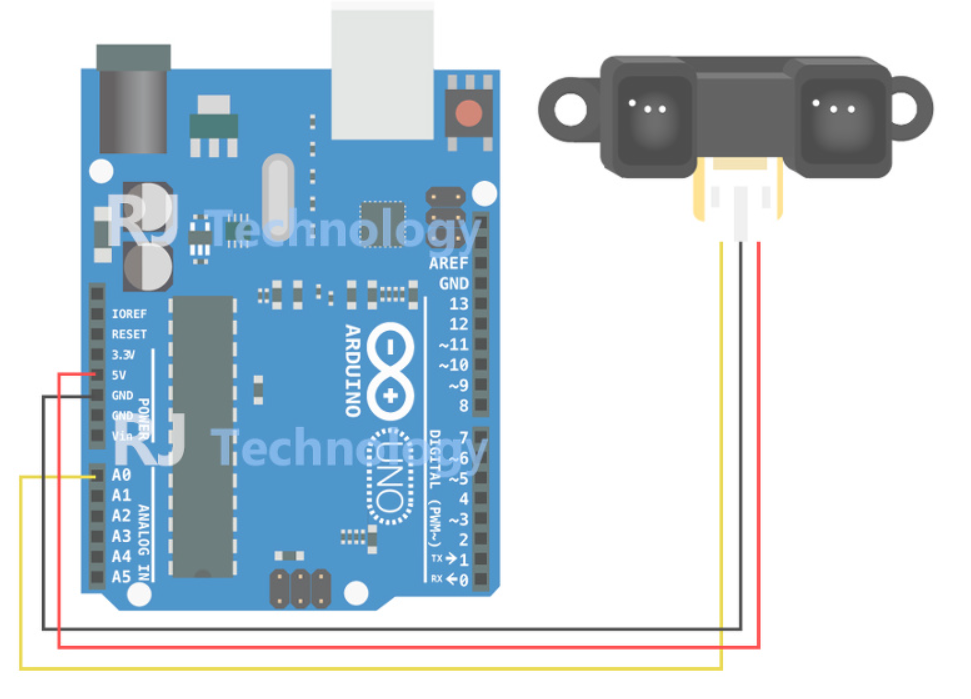 RJ Technology
AREF
GND
13
12
~11
~10
~9
8
7
~6
~5
4
~3
2
TX→1
RX←0
DIGITAL (PWM~)
ARDUINO
UNO
IOREF
RESET
3.3V
5V
GND
GND
Vin
POWER
RJ Technology
A0
A1
A2
A3
A4
A5
ANALOG IN